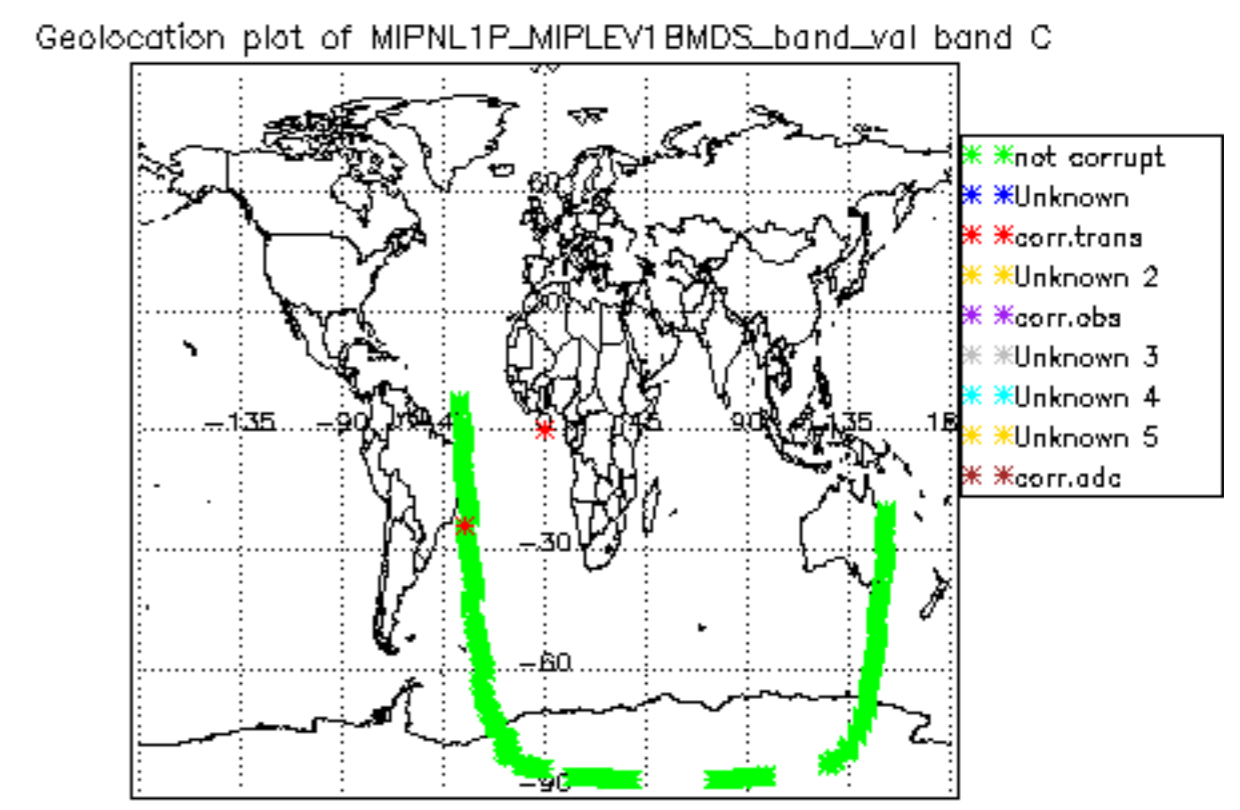 Geolocation plot of MIPNL1P_MIPLEV1BMDS_band_val band C
not corrupt
Unknown
corr.trans
Unknown 2
corr.obs
Unknown 3
Unknown 4
Unknown 5
corr.adc
60
-135 -90 45 90 135
-30
-60
-90